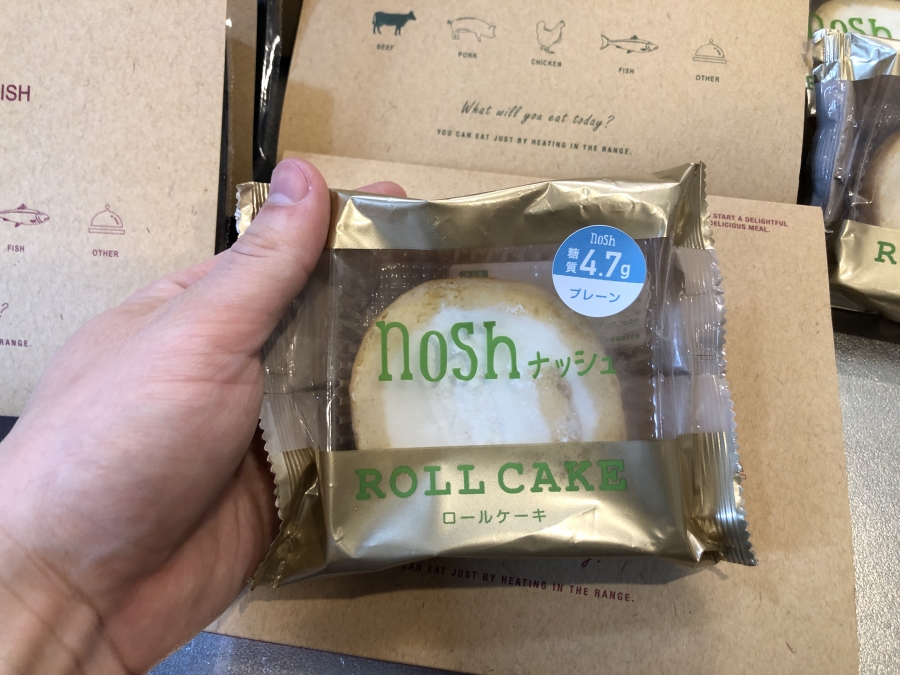 ISH
FISH
OTHER
?
RANGE.
BEEF
PORK
CHICKEN
FISH
OTHER
What will you eat today?
YOU CAN EAT JUST BY HEATING IN THE RANGE.
START A DELIGHTFUL
DELICIOUS MEAL.
nosh
nosh
糖質4.7g
プレーン
nosh ナッシュ
ROLL CAKE
ロールケーキ
CAN EAT JUST BY HEATING IN THE RANGE.
R